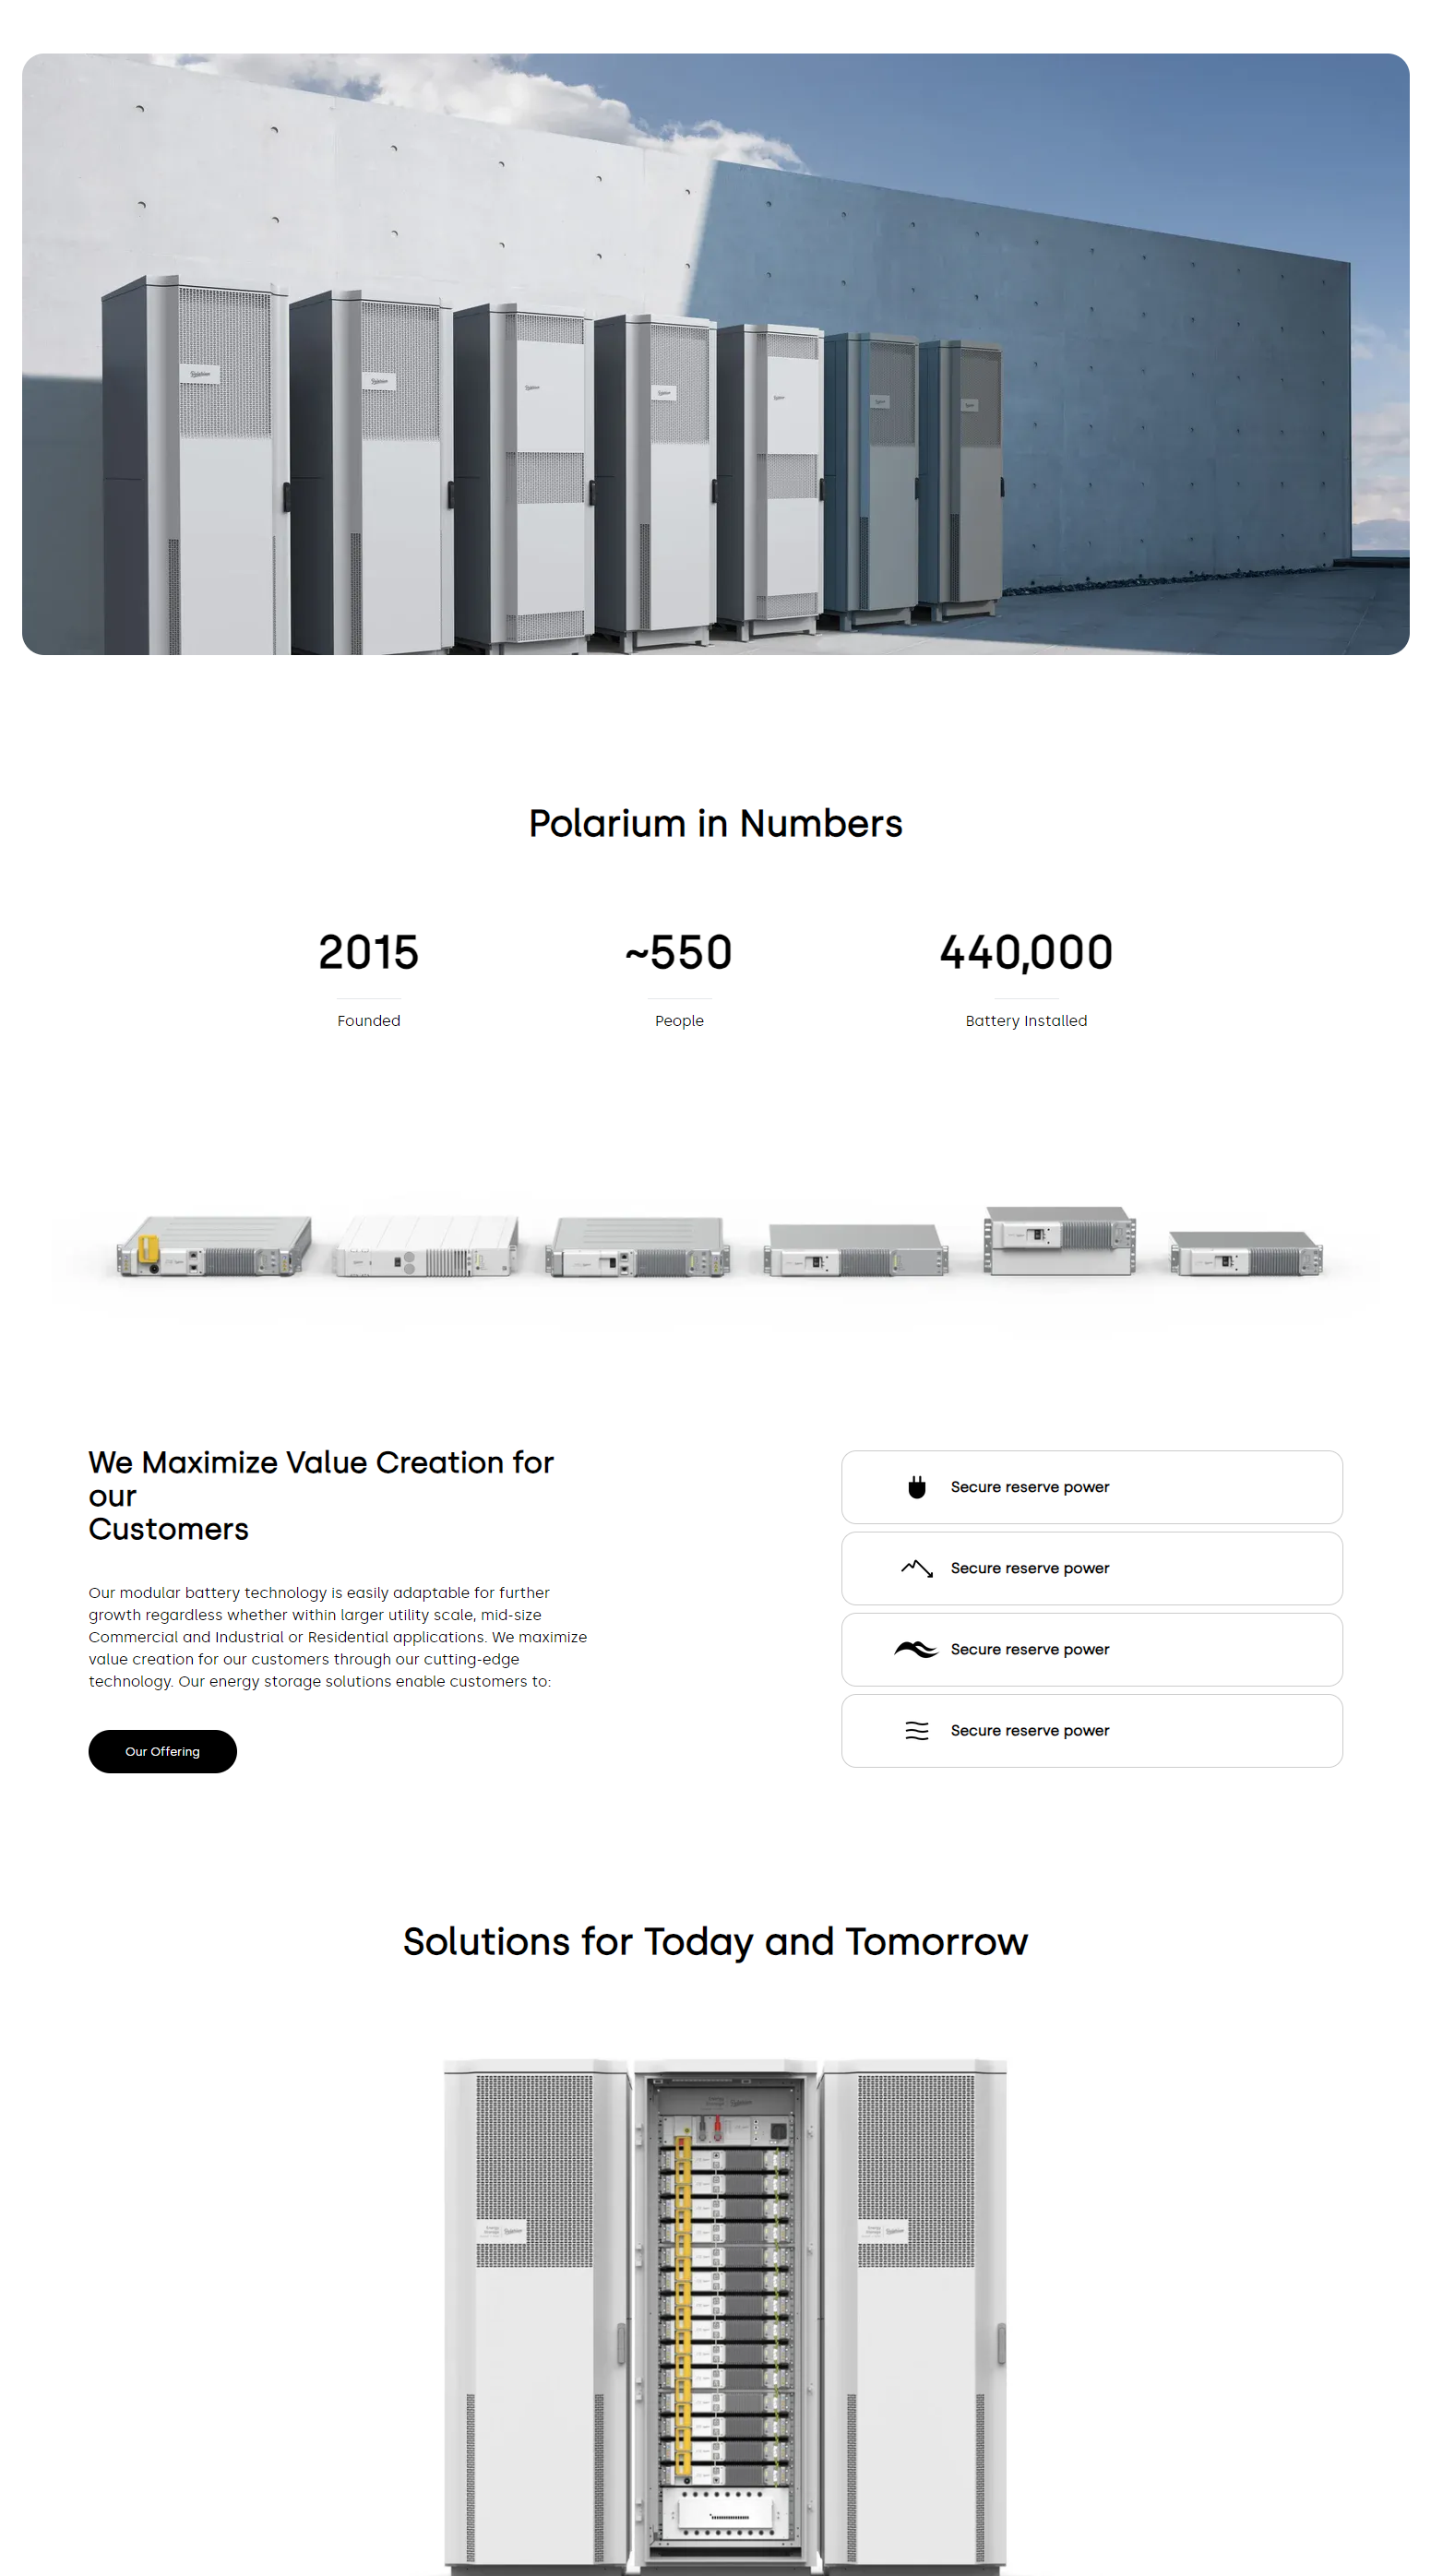 Polarium in Numbers
2015
~550
440,000
Founded
People
Battery Installed
We Maximize Value Creation for
our
Customers
Our modular battery technology is easily adaptable for further
growth regardless whether within larger utility scale, mid-size
Commercial and Industrial or Residential applications. We maximize
value creation for our customers through our cutting-edge
technology. Our energy storage solutions enable customers to:
Our Offering
Secure reserve power
Secure reserve power
Secure reserve power
Secure reserve power
Solutions for Today and Tomorrow